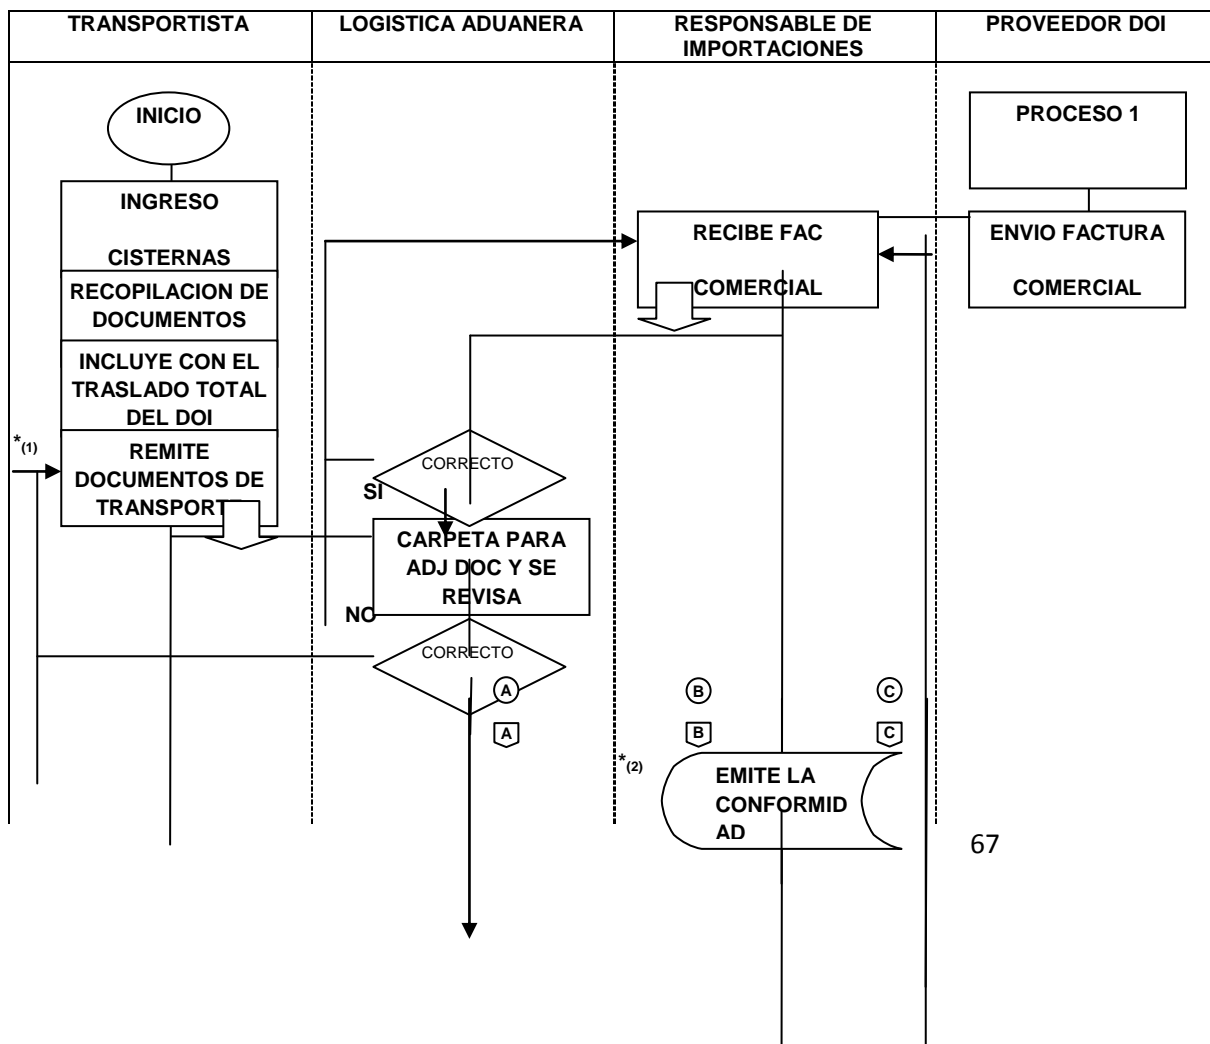 TRANSPORTISTA
LOGISTICA ADUANERA
RESPONSABLE DE
IMPORTACIONES
PROVEEDOR DOI
INICIO
PROCESO 1
INGRESO
CISTERNAS
RECIBE FAC
COMERCIAL
ENVIO FACTURA
COMERCIAL
RECOPILACION DE
DOCUMENTOS
INCLUYE CON EL
TRASLADO TOTAL
DEL DOI
*(1)
REMITE
DOCUMENTOS DE
TRANSPORTE
CORRECTO
SI
CARPETA PARA
ADJ DOC Y SE
REVISA
NO
CORRECTO
A
B
C
A
B
C
*(2)
EMITE LA
CONFORMID
AD
67